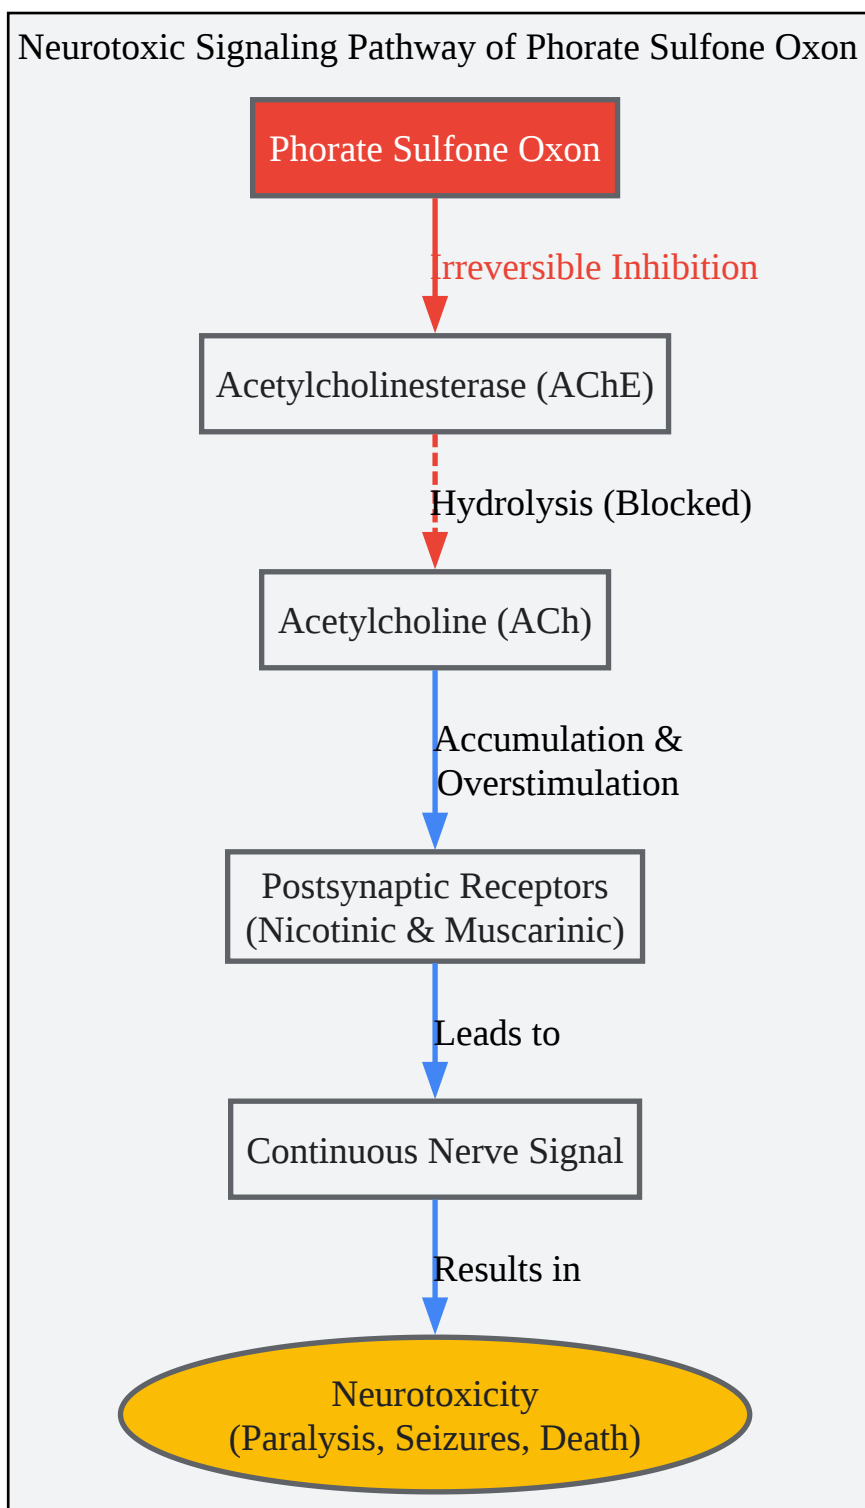 Neurotoxic Signaling Pathway of Phorate Sulfone Oxon
Phorate Sulfone Oxon
Irreversible Inhibition
Acetylcholinesterase (AChE)
Hydrolysis (Blocked)
Acetylcholine (ACh)
Accumulation &
Overstimulation
Postsynaptic Receptors
(Nicotinic & Muscarinic)
Leads to
Continuous Nerve Signal
Results in
Neurotoxicity
(Paralysis, Seizures, Death)